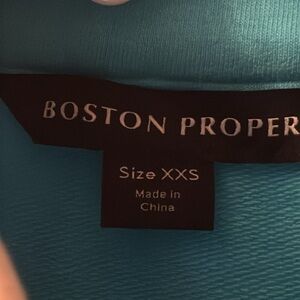 BOSTON PROPER
Size XXS
Made in
China